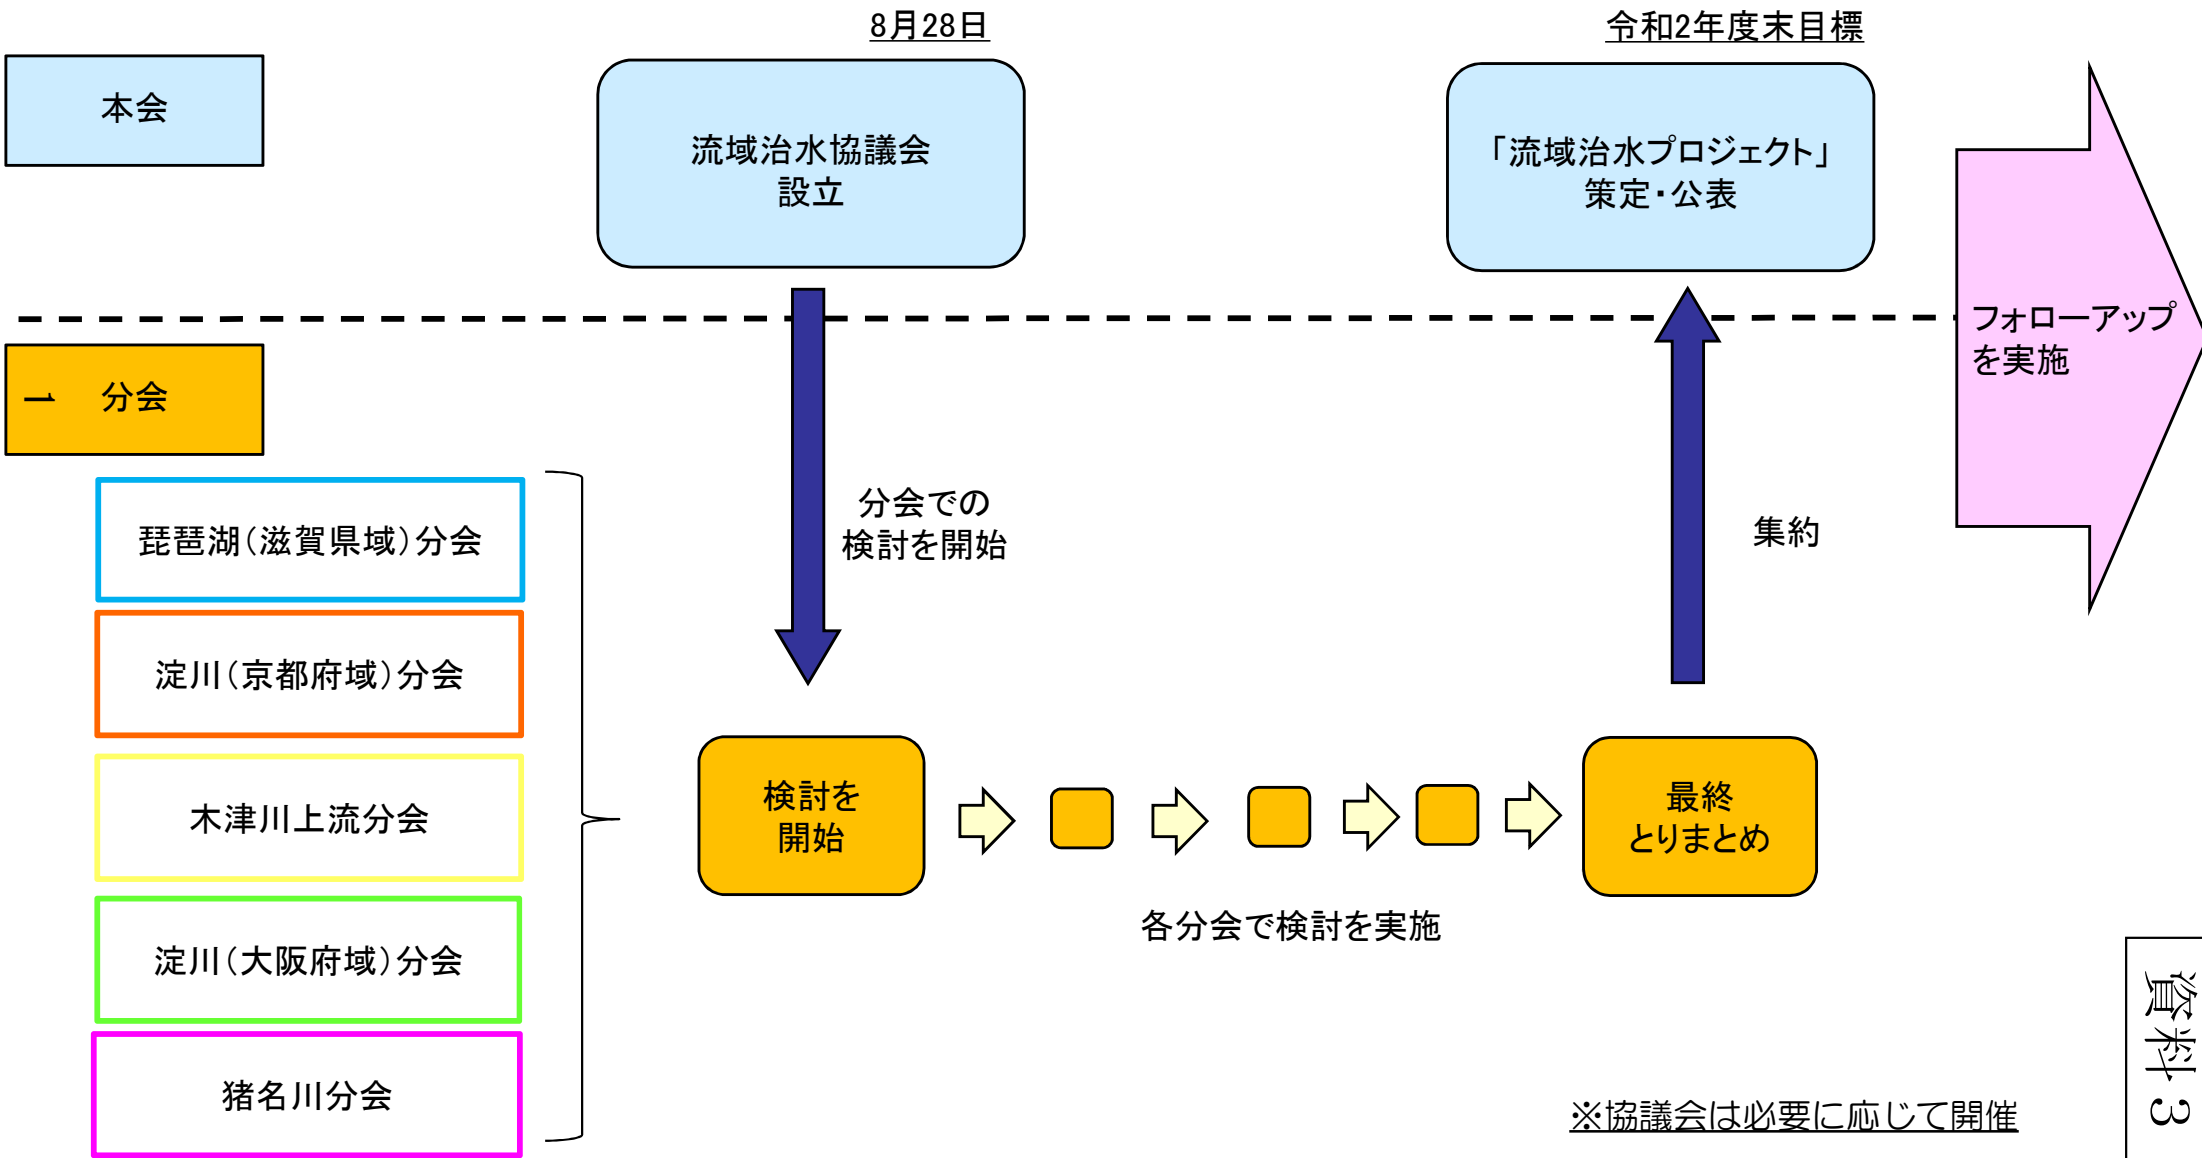 8月28日
令和2年度末目標
本会
流域治水協議会
設立
「流域治水プロジェクト」
策定・公表
フォローアップ
を実施
1
分会
分会での
検討を開始
集約
琵琶湖(滋賀県域)分会
淀川(京都府域)分会
木津川上流分会
淀川(大阪府域)分会
猪名川分会
検討を
開始
最終
とりまとめ
各分会で検討を実施
資料3
※協議会は必要に応じて開催